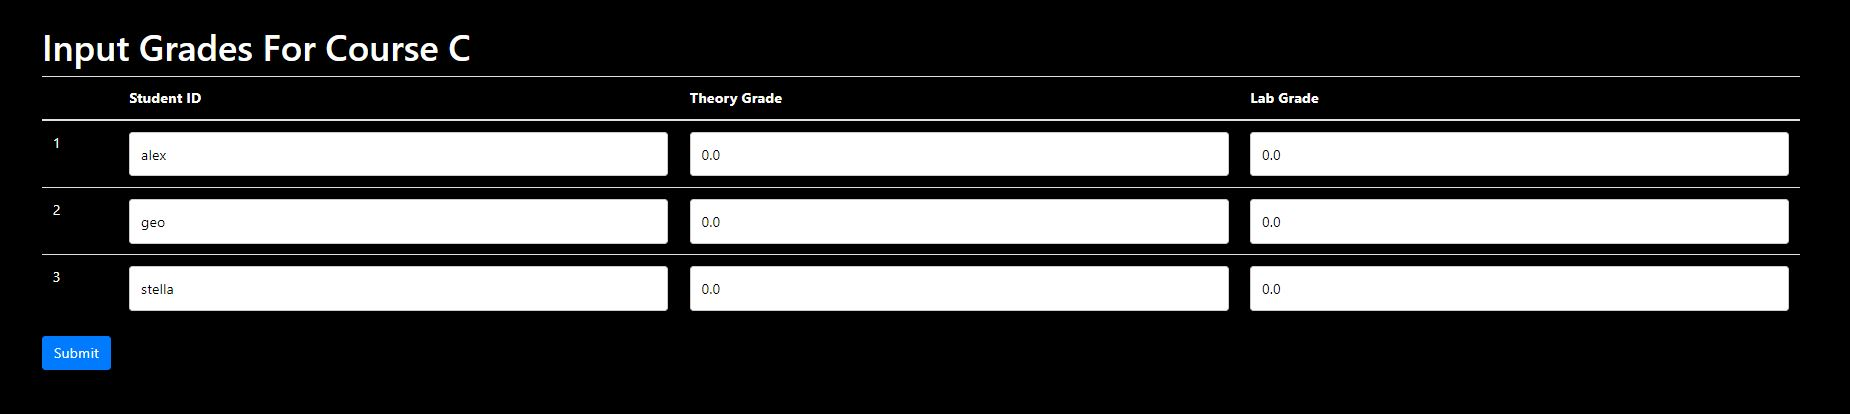 Input Grades For Course C
Student ID Theory Grade Lab Grade
1 alex 0.0 0.0
2 geo 0.0 0.0
3 stella 0.0 0.0
Submit